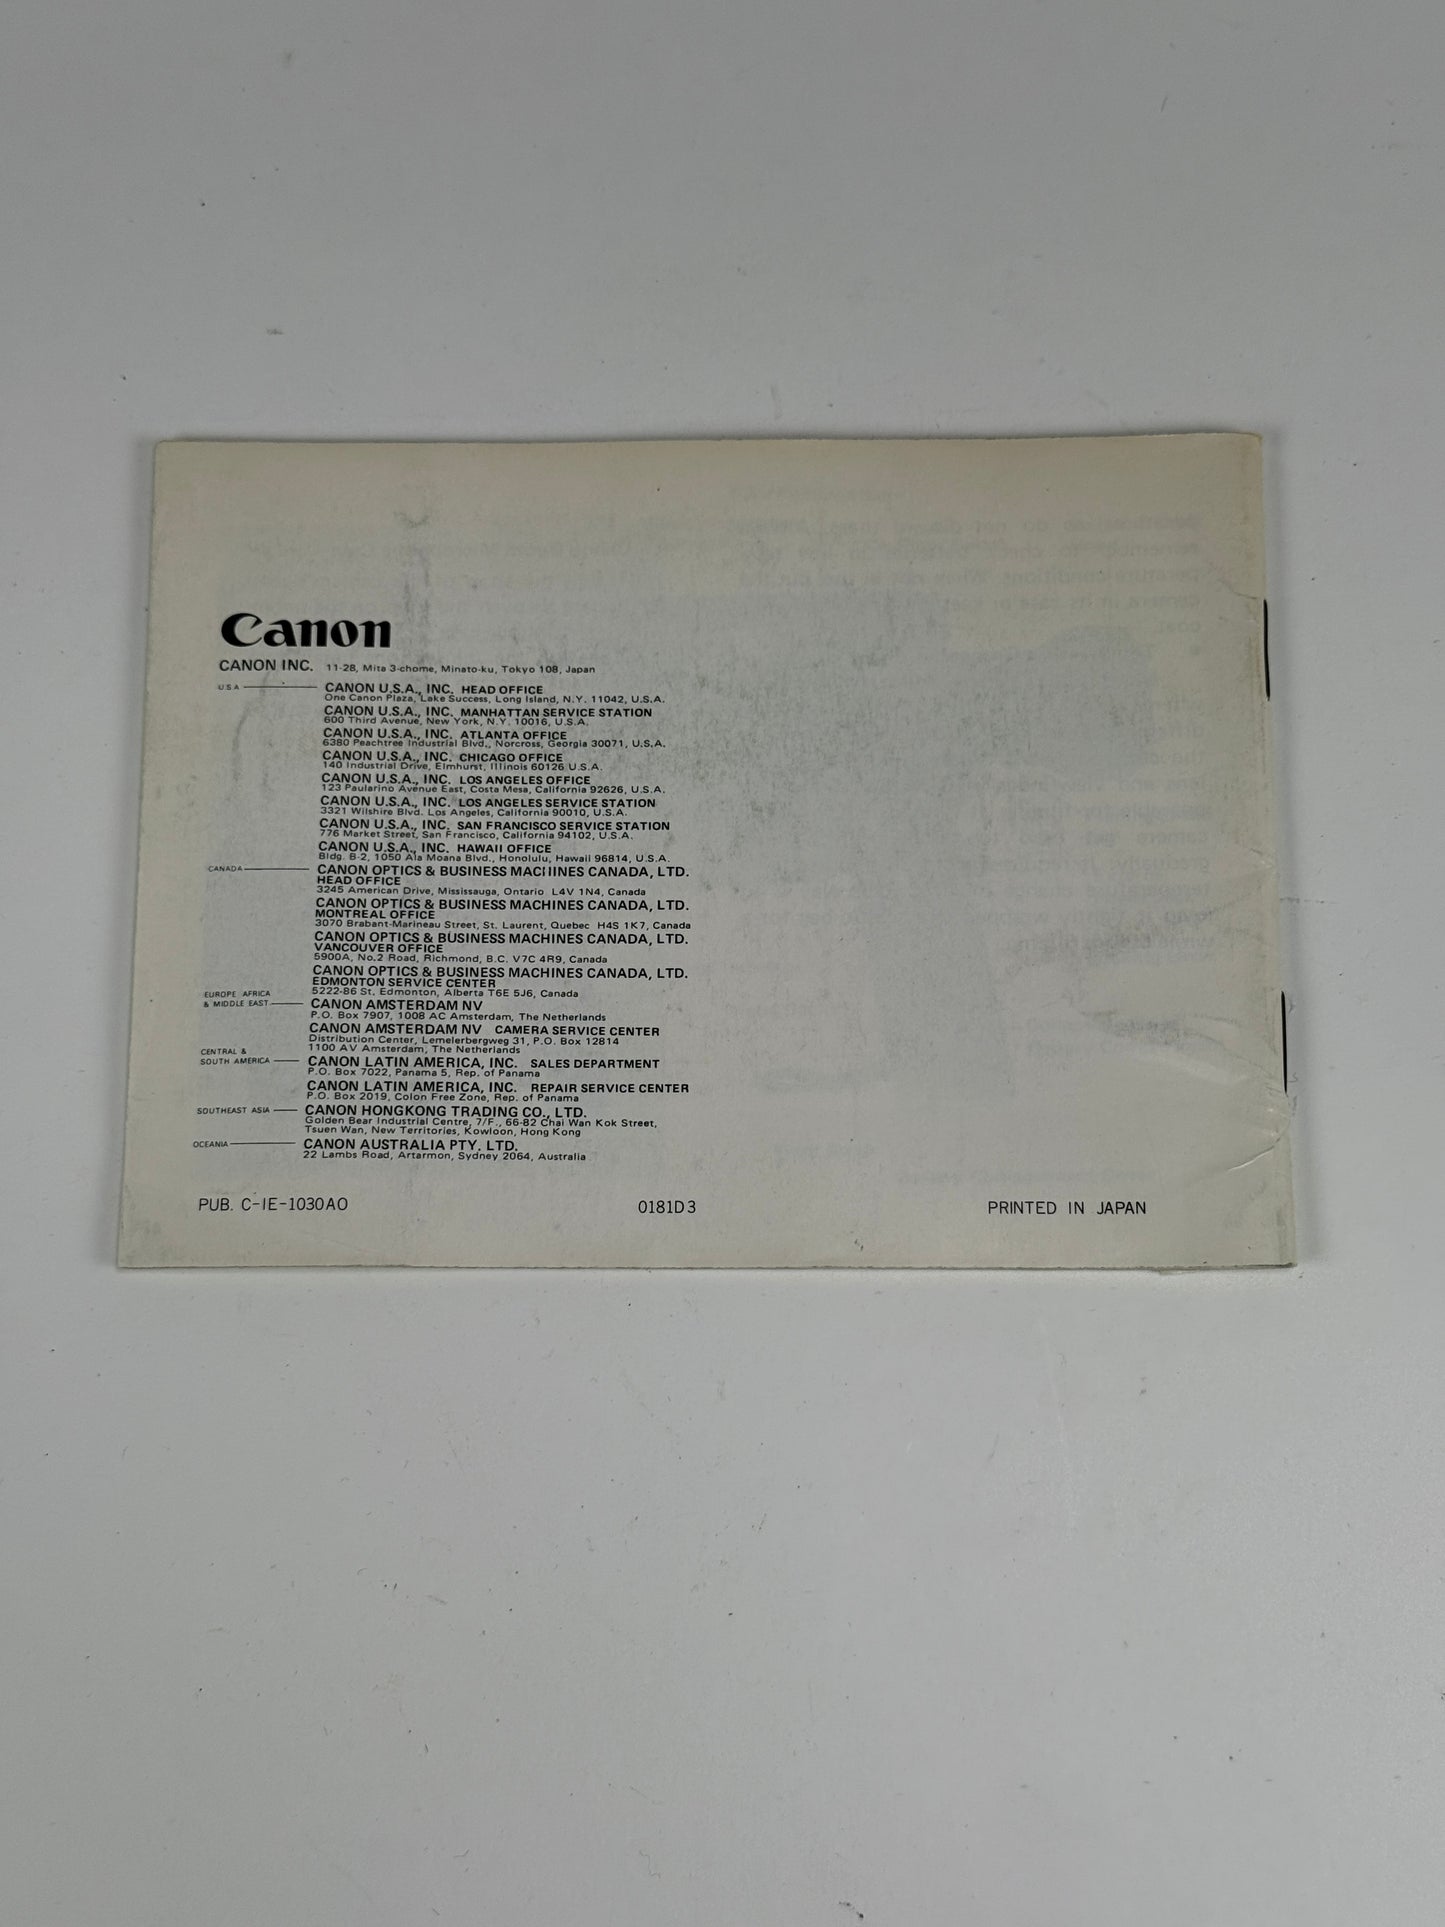 Canon
CANON INC. 11-28, Mita 3-chome, Minato-ku, Tokyo 108, Japan
USA
CANON U.S.A., INC. HEAD OFFICE
One Canon Plaza, Lake Success, Long Island, N.Y. 11042, U.S.A.
CANON U.S.A., INC. MANHATTAN SERVICE STATION
600 Third Avenue, New York, N.Y. 10016, U.S.A.
CANON U.S.A., INC. ATLANTA OFFICE
6380 Peachtree Industrial Blvd., Norcross, Georgia 30071, U.S.A.
CANON U.S.A., INC. CHICAGO OFFICE
140 Industrial Drive, Elmhurst, Illinois 60126 U.S.A.
CANON U.S.A., INC. LOS ANGELES OFFICE
123 Paularino Avenue East, Costa Mesa, California 92626, U.S.A.
CANON U.S.A., INC. LOS ANGELES SERVICE STATION
3321 Wilshire Blvd. Los Angeles, California 90010, U.S.A.
CANON U.S.A., INC. SAN FRANCISCO SERVICE STATION
776 Market Street, San Francisco, California 94102, U.S.A.
CANON U.S.A., INC. HAWAII OFFICE
Bldg. B-2, 1050 Ala Moana Blvd., Honolulu, Hawaii 96814, U.S.A.
CANADA
CANON OPTICS & BUSINESS MACHINES CANADA, LTD.
HEAD OFFICE
3245 American Drive, Mississauga, Ontario L4V 1N4, Canada
CANON OPTICS & BUSINESS MACHINES CANADA, LTD.
MONTREAL OFFICE
3070 Brabant-Marineau Street, St. Laurent, Quebec H4S 1K7, Canada
CANON OPTICS & BUSINESS MACHINES CANADA, LTD.
VANCOUVER OFFICE
5900A, No.2 Road, Richmond, B.C. V7C 4R9, Canada
CANON OPTICS & BUSINESS MACHINES CANADA, LTD.
EDMONTON SERVICE CENTER
5222-86 St. Edmonton, Alberta T6E 5J6, Canada
EUROPE AFRICA
& MIDDLE EAST
CANON AMSTERDAM NV
P.O. Box 7907, 1008 AC Amsterdam, The Netherlands
CANON AMSTERDAM NV CAMERA SERVICE CENTER
Distribution Center, Lemelerbergweg 31, P.O. Box 12814
1100 AV Amsterdam, The Netherlands
CENTRAL &
SOUTH AMERICA
CANON LATIN AMERICA, INC. SALES DEPARTMENT
P.O. Box 7022, Panama 5, Rep. of Panama
CANON LATIN AMERICA, INC. REPAIR SERVICE CENTER
P.O. Box 2019, Colon Free Zone, Rep. of Panama
SOUTHEAST ASIA
CANON HONGKONG TRADING CO., LTD.
Golden Bear Industrial Centre, 7/F., 66-82 Chai Wan Kok Street,
Tsuen Wan, New Territories, Kowloon, Hong Kong
OCEANIA
CANON AUSTRALIA PTY. LTD.
22 Lambs Road, Artarmon, Sydney 2064, Australia
PUB. C-IE-1030AO
0181D3
PRINTED IN JAPAN